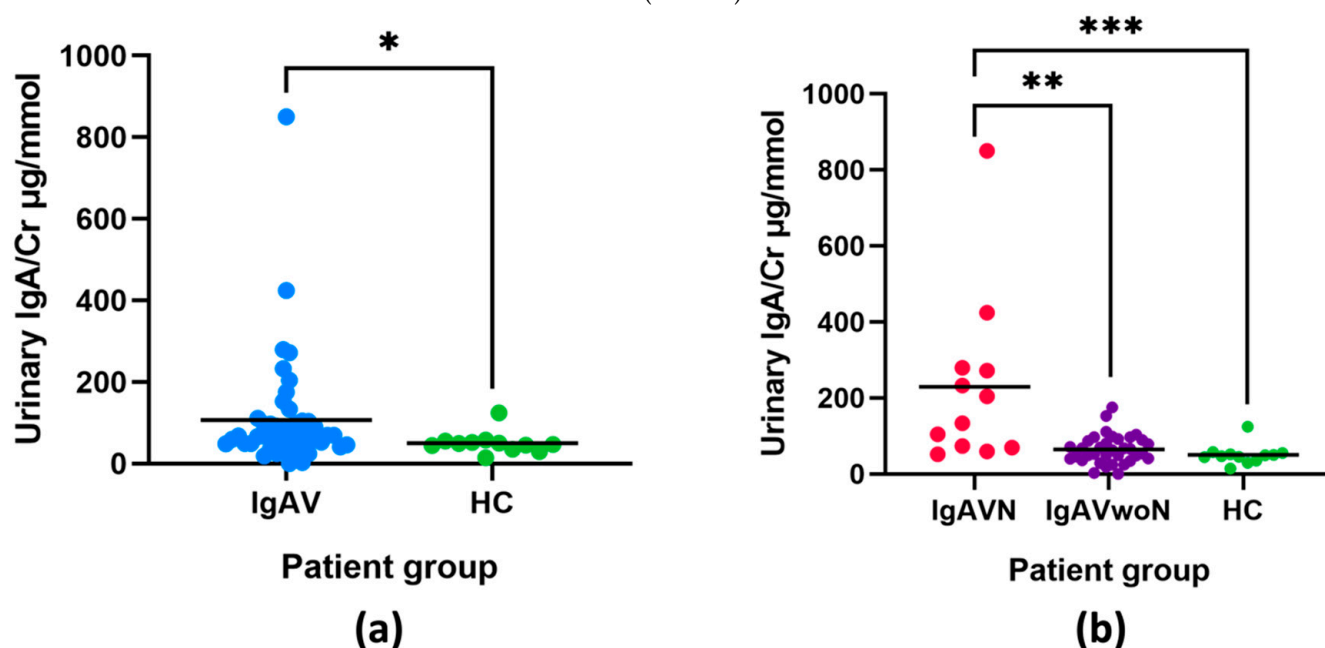 *
1000
800
600
400
200
0
Urinary IgA/Cr µg/mmol
IgAV HC
Patient group
(a)
***
**
1000
800
600
400
200
0
Urinary IgA/Cr µg/mmol
IgAVN IgAVwoN HC
Patient group
(b)